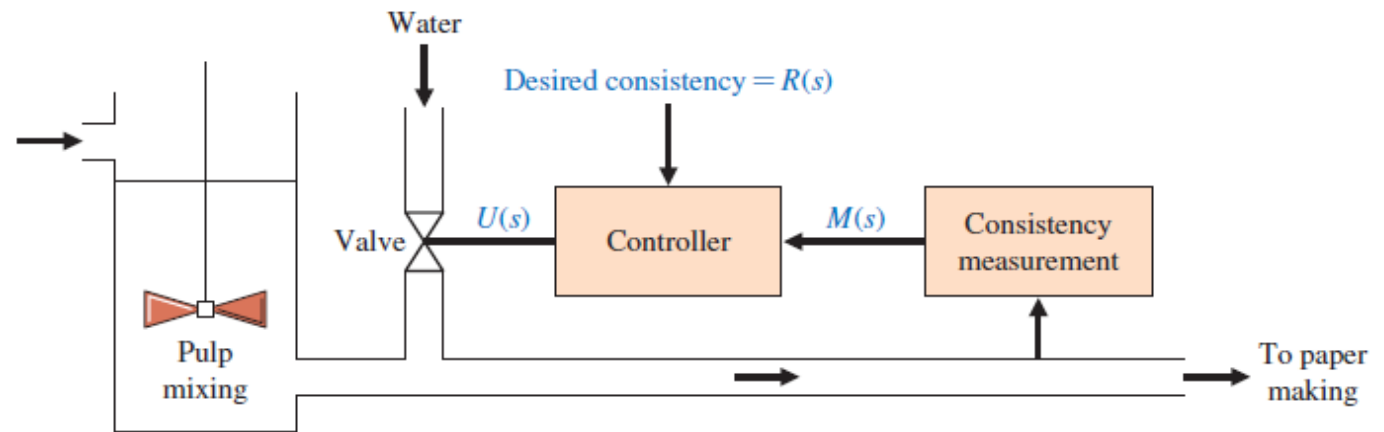 Water
Desired consistency = R(s)
Valve
U(s)
Controller
M(s)
Consistency
measurement
Pulp
mixing
To paper
making